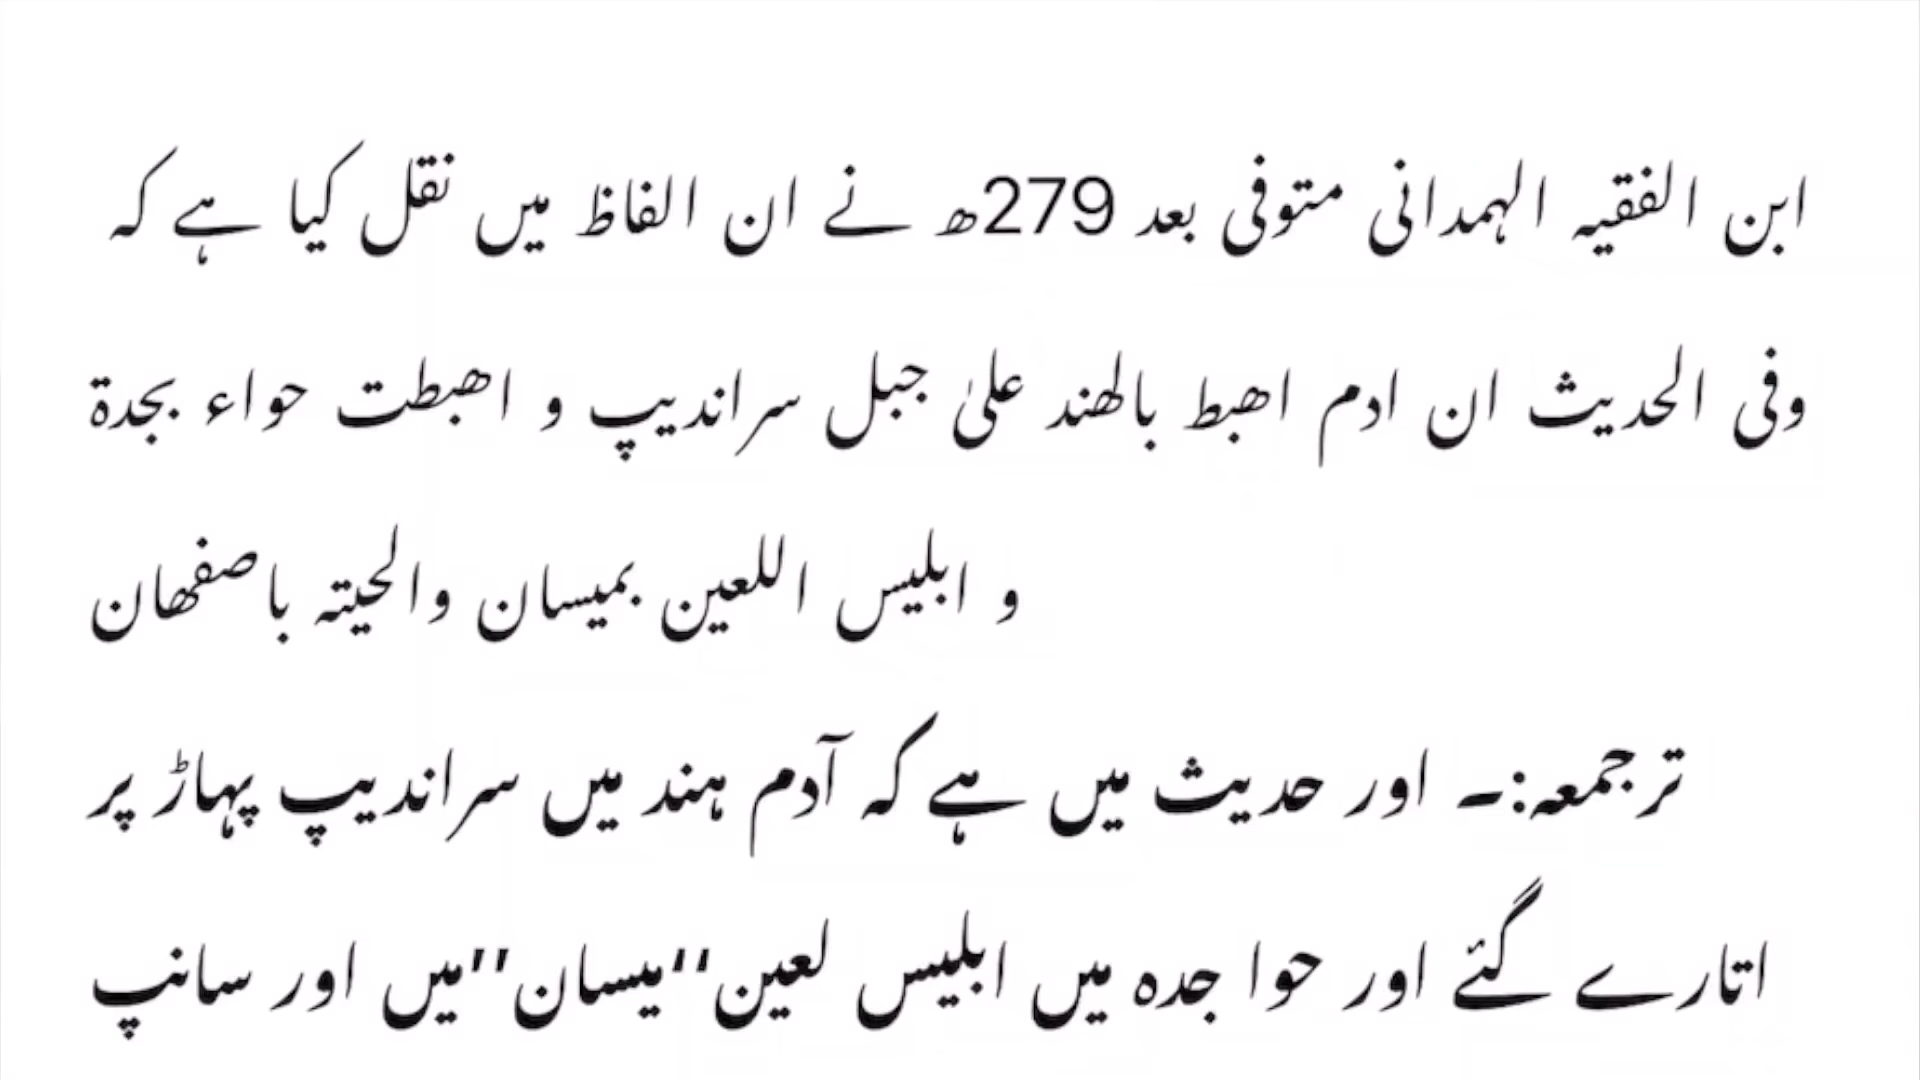 ابن الفقیہ الہمدانی متوفی بعد 279ھ نے ان الفاظ میں نقل کیا ہے کہ
وفی الحدیث ان ادم اھبط بالھند علیٰ جبل سراندیپ و اھبطت حواء بجدۃ
و ابلیس اللعین بمیسان والحیتہ باصفھان
ترجمعہ:۔ اور حدیث میں ہے کہ آدم ہند میں سراندیپ پہاڑ پر
اتارے گئے اور حوا جدہ میں ابلیس لعین‘‘میسان’’میں اور سانپ